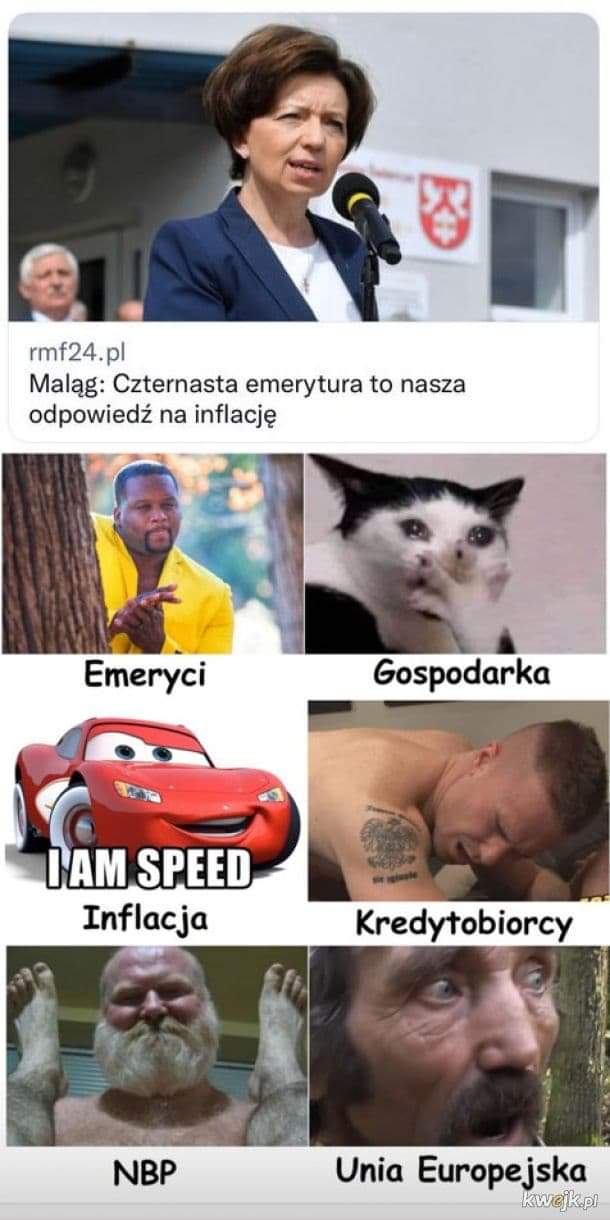 rmf24.pl
Maląg: Czternasta emerytura to nasza
odpowiedź na inflację
Emeryci
Gospodarka
I AM SPEED
Inflacja
Kredytobiorcy
NBP
Unia Europejska
kwejk.pl